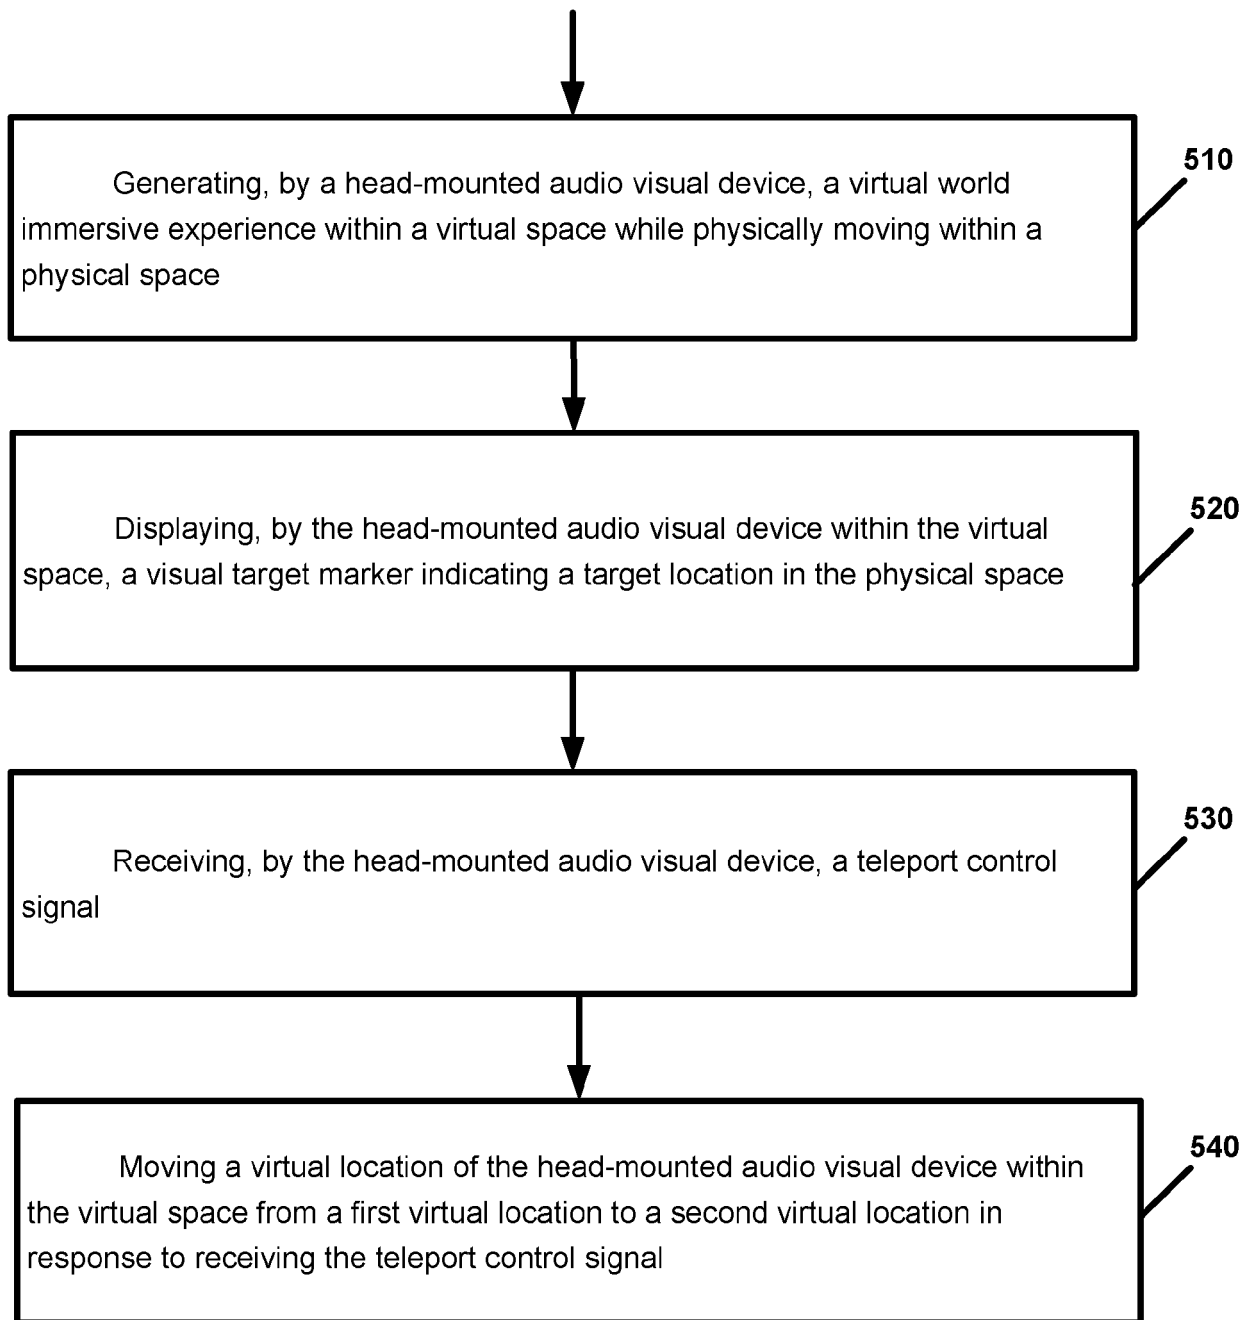 510
Generating, by a head-mounted audio visual device, a virtual world
immersive experience within a virtual space while physically moving within a
physical space
520
Displaying, by the head-mounted audio visual device within the virtual
space, a visual target marker indicating a target location in the physical space
530
Receiving, by the head-mounted audio visual device, a teleport control
signal
540
Moving a virtual location of the head-mounted audio visual device within
the virtual space from a first virtual location to a second virtual location in
response to receiving the teleport control signal